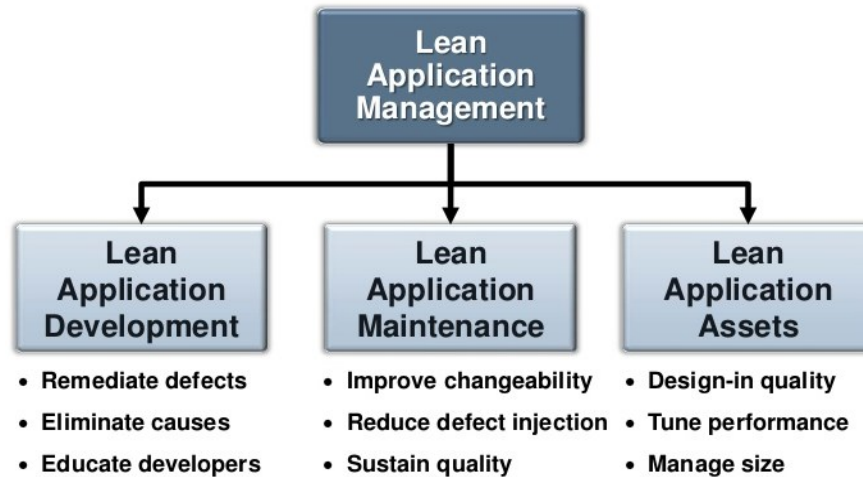 Lean
Application
Management
Lean
Application
Development
• Remediate defects
• Eliminate causes
• Educate developers
Lean
Application
Maintenance
• Improve changeability
• Reduce defect injection
• Sustain quality
Lean
Application
Assets
• Design-in quality
• Tune performance
• Manage size